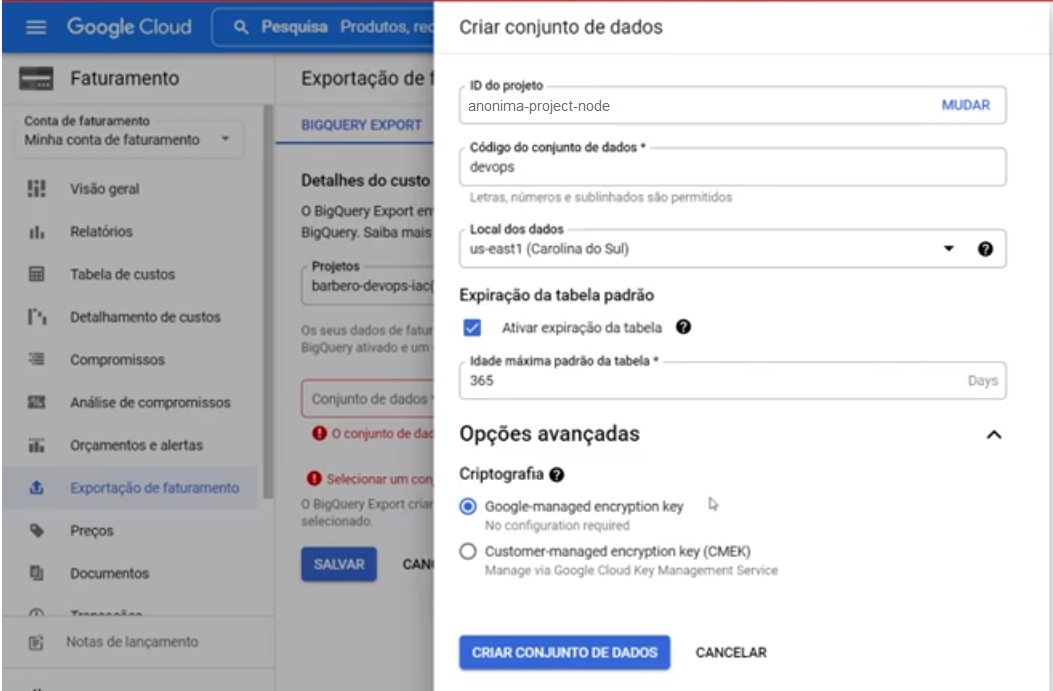 Google Cloud
Pesquisa Produtos, rec
Faturamento
Conta de faturamento
Minha conta de faturamento
Visão geral
Relatórios
Tabela de custos
Detalhamento de custos
Compromissos
Análise de compromissos
Orçamentos e alertas
Exportação de faturamento
Preços
Documentos
Transações
Notas de lançamento
Exportação de f
BIGQUERY EXPORT
Detalhes do custo
O BigQuery Export en
BigQuery. Saiba mais
Projetos
barbero-devops-iac(
Os seus dados de fatur
BigQuery ativado e um
Conjunto de dados *
O conjunto de dad
Selecionar um con
O BigQuery Export criar
selecionado.
SALVAR
CAN
Criar conjunto de dados
ID do projeto
anonima-project-node
MUDAR
Código do conjunto de dados *
devops
Letras, números e sublinhados são permitidos
Local dos dados
us-east1 (Carolina do Sul)
Expiração da tabela padrão
Ativar expiração da tabela
Idade máxima padrão da tabela *
365
Days
Opções avançadas
Criptografia
Google-managed encryption key
No configuration required
Customer-managed encryption key (CMEK)
Manage via Google Cloud Key Management Service
CRIAR CONJUNTO DE DADOS
CANCELAR